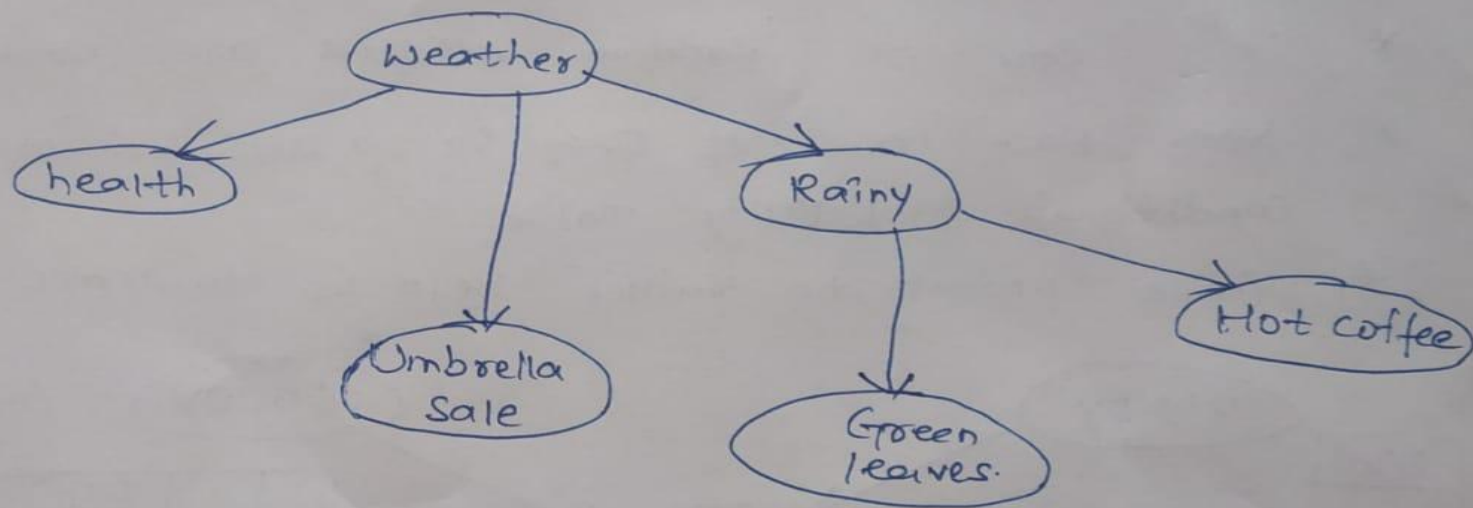 Weather
health
Rainy
Hot coffee
Umbrella
Sale
Green
leaves.